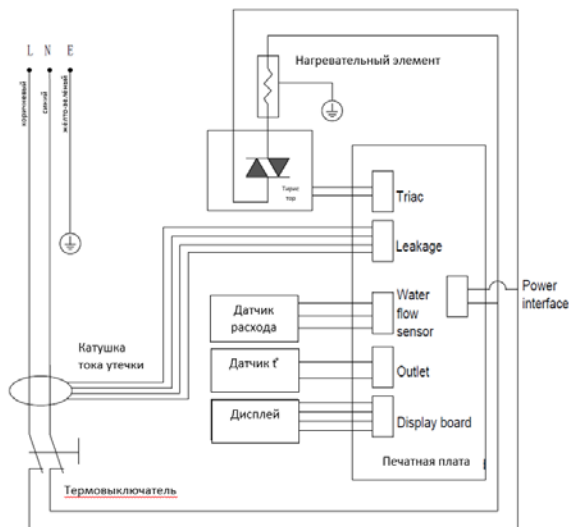 L N E
коричневый
синий
жёлто-зелёный
Нагревательный элемент
Тирис
тор
Triac
Leakage
Датчик
расхода
Water
flow
sensor
Power
interface
Катушка
тока утечки
Датчик t°
Outlet
Дисплей
Display board
Печатная плата
Термовыключатель